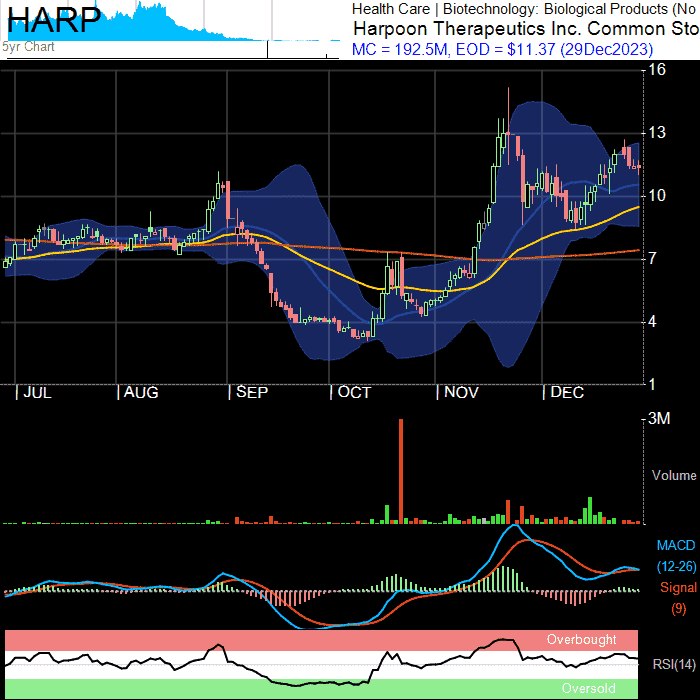 HARP
5yr Chart
Health Care | Biotechnology: Biological Products (No
Harpoon Therapeutics Inc. Common Sto
MC = 192.5M, EOD = $11.37 (29Dec2023)
16
13
10
7
4
1
| JUL | AUG | SEP | OCT | NOV | DEC
3M
Volume
MACD
(12-26)
Signal
(9)
Overbought
RSI(14)
Oversold